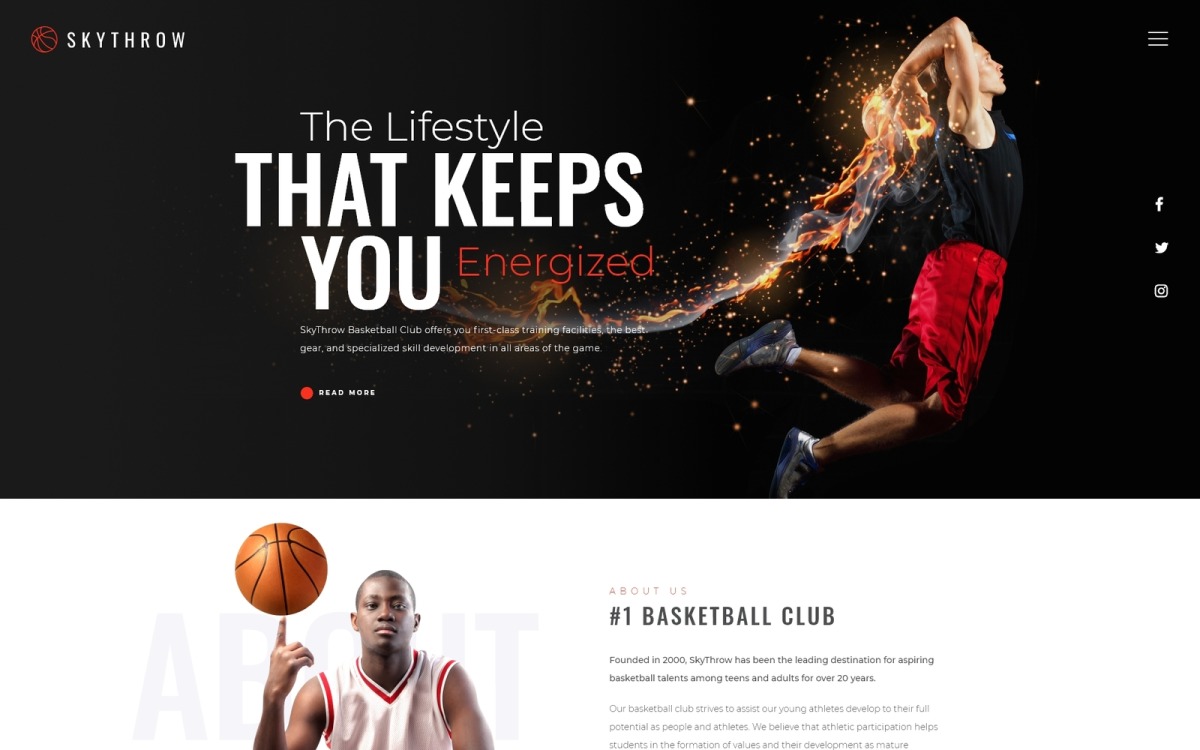 SKYTHROW
The Lifestyle
THAT KEEPS
YOU Energized.
SkyThrow Basketball Club offers you first-class training facilities, the best
gear, and specialized skill development in all areas of the game.
READ MORE
ABOUT
ABOUT US
#1 BASKETBALL CLUB
Founded in 2000, SkyThrow has been the leading destination for aspiring
basketball talents among teens and adults for over 20 years.
Our basketball club strives to assist our young athletes develop to their full
potential as people and athletes. We believe that athletic participation helps
students in the formation of values and their development as mature